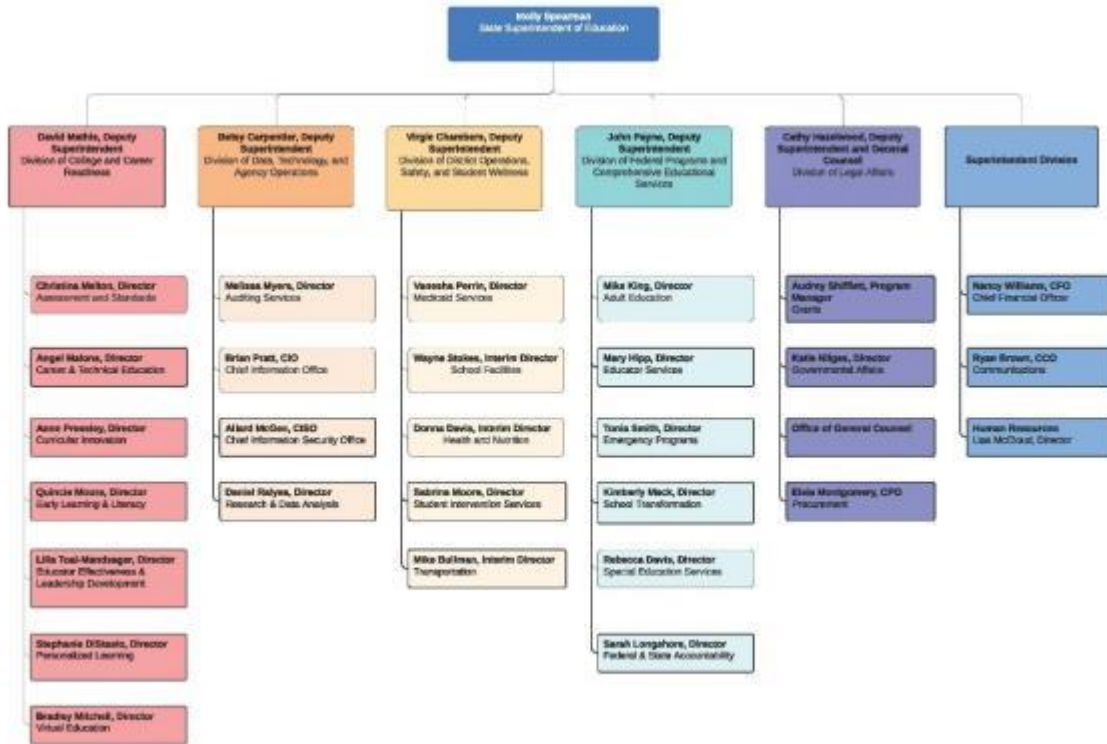 Molly Spearman
State Superintendent of Education
David Mathis, Deputy
Superintendent
Division of College and Career
Readiness
Betsy Carpentier, Deputy
Superintendent
Division of Data, Technology, and
Agency Operations
Virgie Chambers, Deputy
Superintendent
Division of District Operations,
Safety, and Student Wellness
John Payne, Deputy
Superintendent
Division of Federal Programs and
Comprehensive Educational
Services
Cathy Hazelwood, Deputy
Superintendent and General
Counsel
Division of Legal Affairs
Superintendent Division
Christina Melton, Director
Assessment and Standards
Angel Malone, Director
Career & Technical Education
Anne Pressley, Director
Curricular Innovation
Quincie Moore, Director
Early Learning & Literacy
Lilla Toal-Mandsager, Director
Educator Effectiveness &
Leadership Development
Stephanie DiStasio, Director
Personalized Learning
Bradley Mitchell, Director
Virtual Education
Melissa Myers, Director
Auditing Services
Brian Pratt, CIO
Chief Information Office
Allard McGee, CISO
Chief Information Security Office
Daniel Ralyea, Director
Research & Data Analysis
Perrin, Director
Medicaid Services
Wayne Stokes, Interim Director
School Facilities
Donna Davis, Interim Director
Health and Nutrition
Sabrina Moore, Director
Student Intervention Services
Mike Bullman, Interim Director
Transportation
Mike King, Director
Adult Education
Mary Hipp, Director
Educator Services
Tonia Smith, Director
Emergency Programs
Kimberly Mack, Director
School Transformation
Rebecca Davis, Director
Special Education Services
Sarah Longshore, Director
Federal & State Accountability
Audrey Shifflett, Program
Manager
Grants
Katie Nilges, Director
Governmental Affairs
Office of General Counsel
Montgomery, CPO
Procurement
Nancy Williams, CFO
Chief Financial Officer
Ryan Brown, CCO
Communications
Human Resources
Lisa McCloud, Director